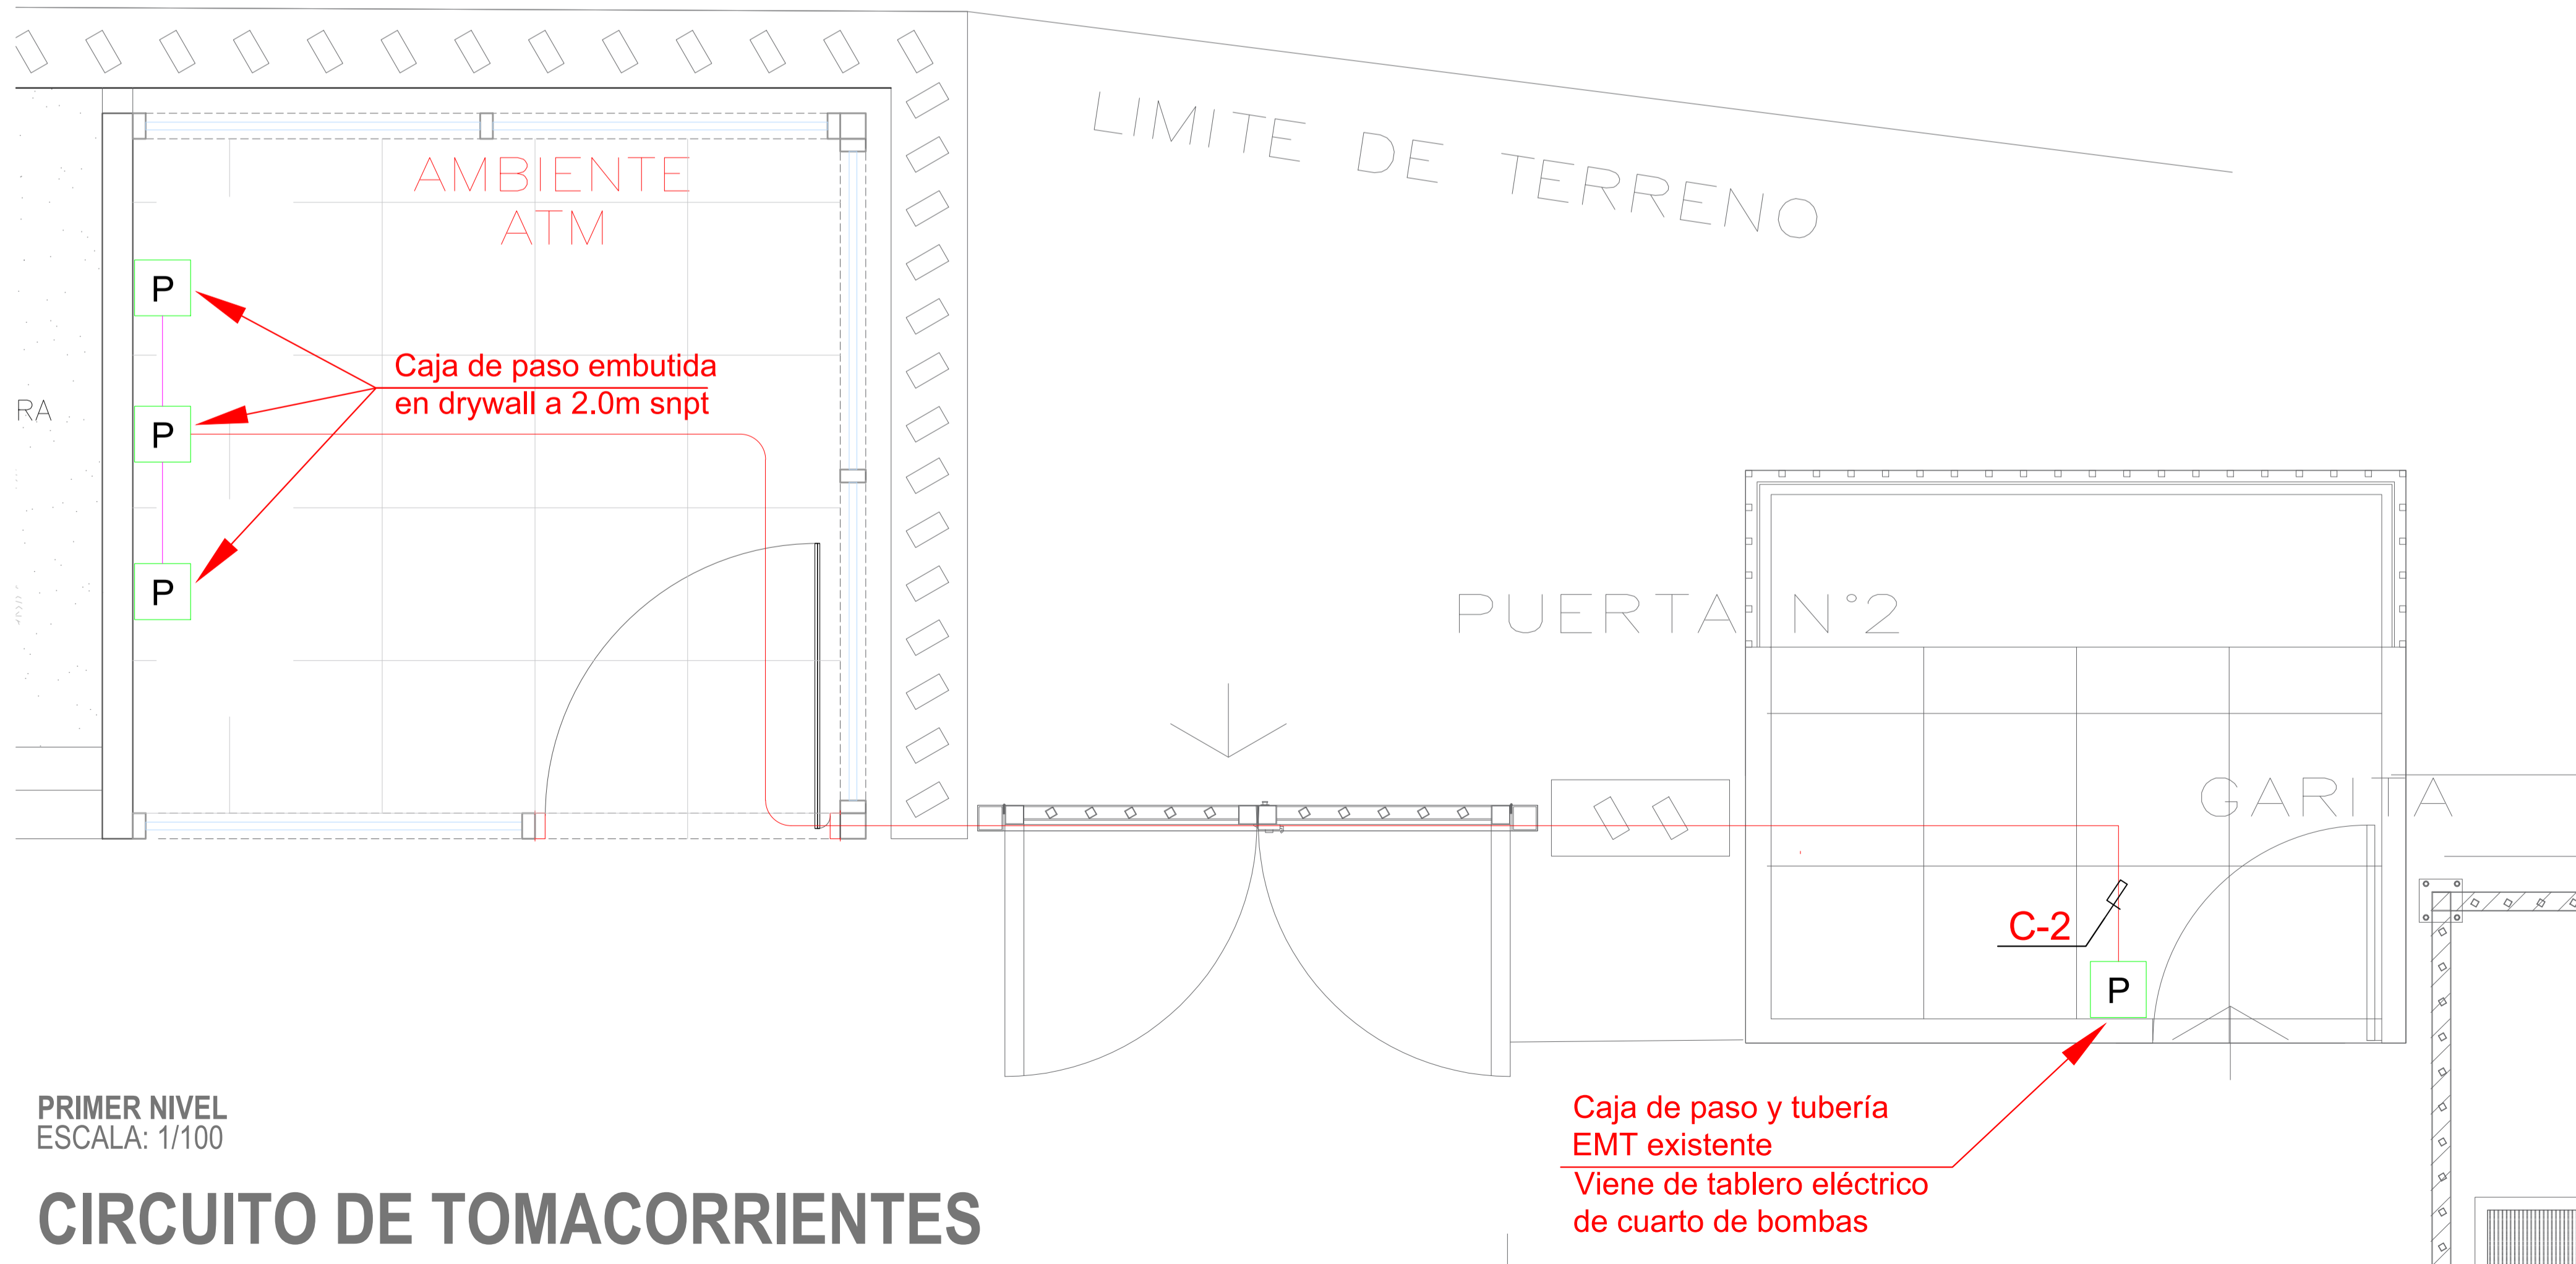 LIMITE DE TERRENO
AMBIENTE
ATM
P
Caja de paso embutida
en drywall a 2.0m snpt
RA
P
P
PUERTA N°2
GARITA
C-2
P
PRIMER NIVEL
ESCALA: 1/100
Caja de paso y tubería
EMT existente
Viene de tablero eléctrico
de cuarto de bombas
CIRCUITO DE TOMACORRIENTES